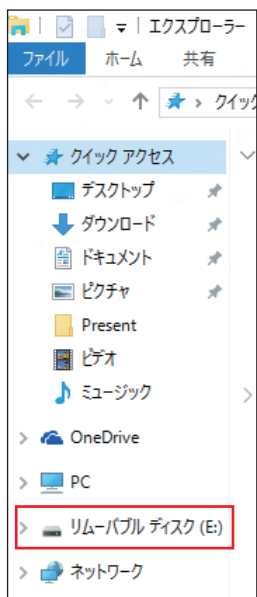 エクスプローラー
ファイル ホーム 共有
クイック
クイック アクセス
デスクトップ
ダウンロード
ドキュメント
ピクチャ
Present
ビデオ
ミュージック
OneDrive
PC
リムーバブル ディスク (E:)
ネットワーク